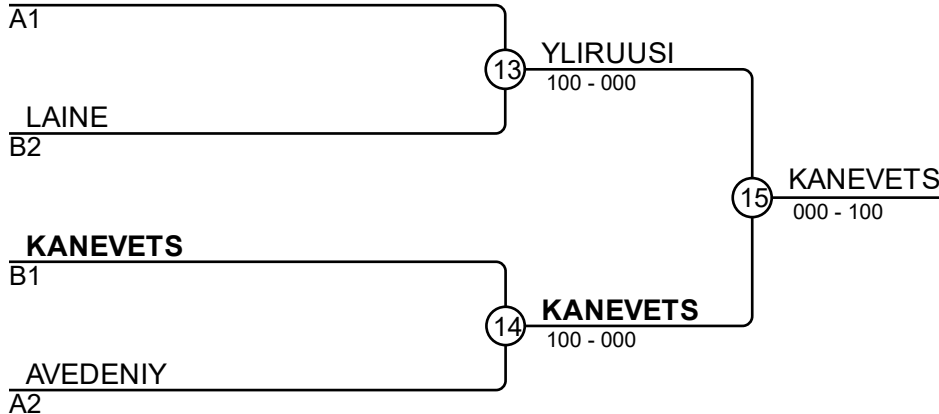 A1
13
YLIRUUSI
100 - 000
LAINE
B2
15
KANEVETS
000 - 100
KANEVETS
B1
14
KANEVETS
100 - 000
AVEDENIY
A2